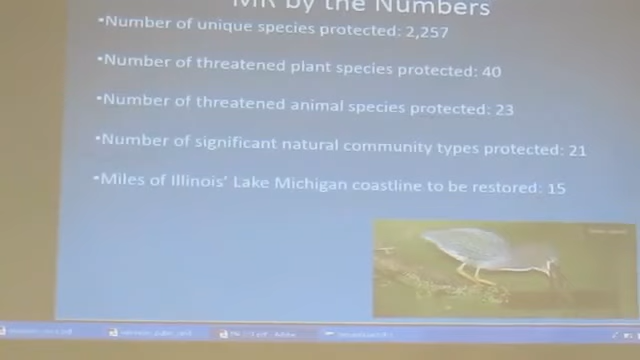 MR by the Numbers
•Number of unique species protected: 2,257
•Number of threatened plant species protected: 40
•Number of threatened animal species protected: 23
•Number of significant natural community types protected: 21
•Miles of Illinois' Lake Michigan coastline to be restored: 15